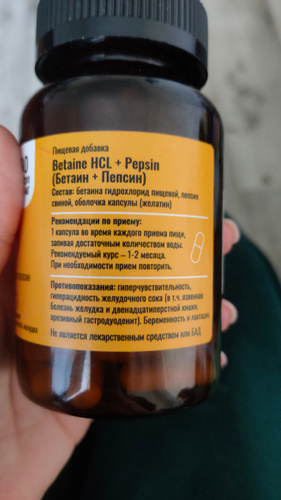 Пищевая добавка
Betaine HCL + Pepsin
(Бетаин + Пепсин)
Состав: бетаина гидрохлорид пищевой, пепсин
свиной, оболочка капсулы (желатин)
Рекомендации по приему:
1 капсула во время каждого приема пищи,
запивая достаточным количеством воды.
Рекомендуемый курс – 1-2 месяца.
При необходимости прием повторить.
Противопоказания: гиперчувствительность,
гиперацидность желудочного сока (в т.ч. язвенная
болезнь желудка и двенадцатиперстной кишки,
эрозивный гастродуоденит). Беременность и лактация.
Не является лекарственным средством или БАД